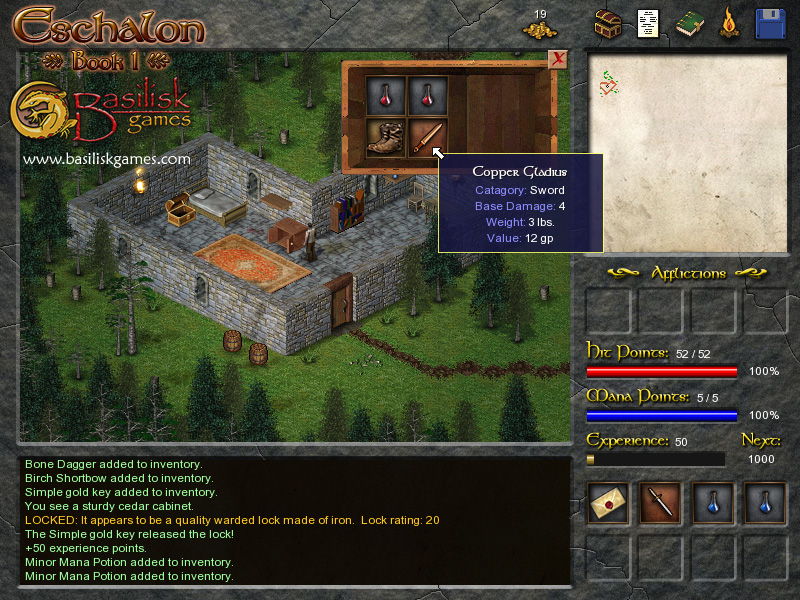 Eschalon
Book 1
Basilisk
games
www.basiliskgames.com
19
X
Copper Gladius
Catagory: Sword
Base Damage: 4
Weight: 3 lbs.
Value: 12 gp
Afflictions
Hit Points: 52 / 52
100%
Mana Points: 5 / 5
100%
Experience: 50
Next:
1000
Bone Dagger added to inventory.
Birch Shortbow added to inventory.
Simple gold key added to inventory.
You see a sturdy cedar cabinet.
LOCKED: It appears to be a quality warded lock made of iron. Lock rating: 20
The Simple gold key released the lock!
+50 experience points.
Minor Mana Potion added to inventory.
Minor Mana Potion added to inventory.